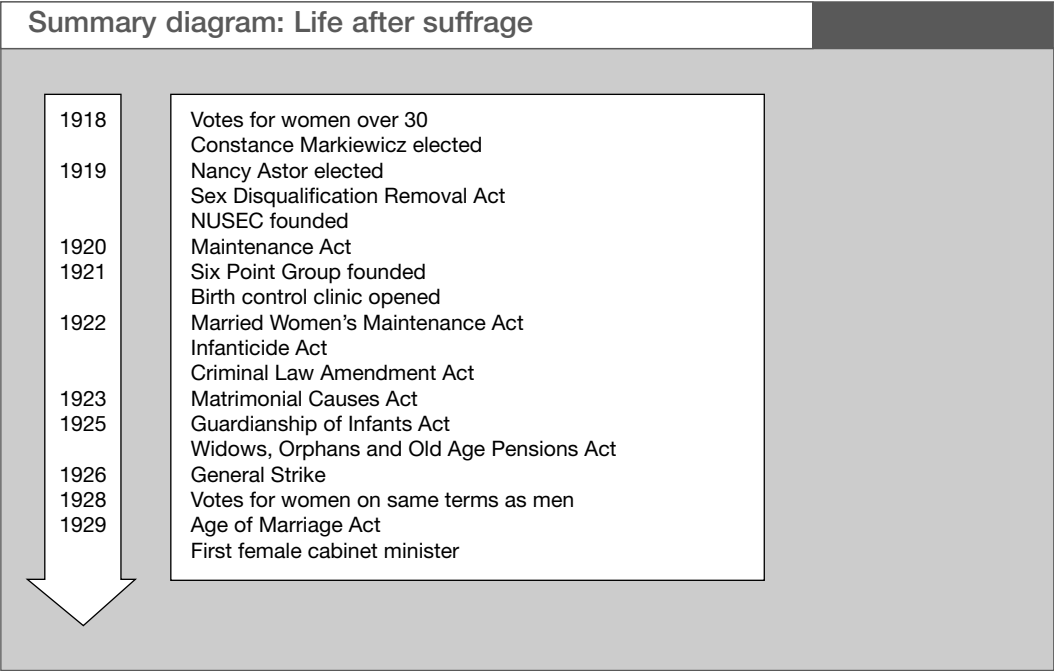 Summary diagram: Life after suffrage
1918 Votes for women over 30
Constance Markiewicz elected
1919 Nancy Astor elected
Sex Disqualification Removal Act
NUSEC founded
1920 Maintenance Act
1921 Six Point Group founded
Birth control clinic opened
1922 Married Women’s Maintenance Act
Infanticide Act
Criminal Law Amendment Act
1923 Matrimonial Causes Act
1925 Guardianship of Infants Act
Widows, Orphans and Old Age Pensions Act
1926 General Strike
1928 Votes for women on same terms as men
1929 Age of Marriage Act
First female cabinet minister